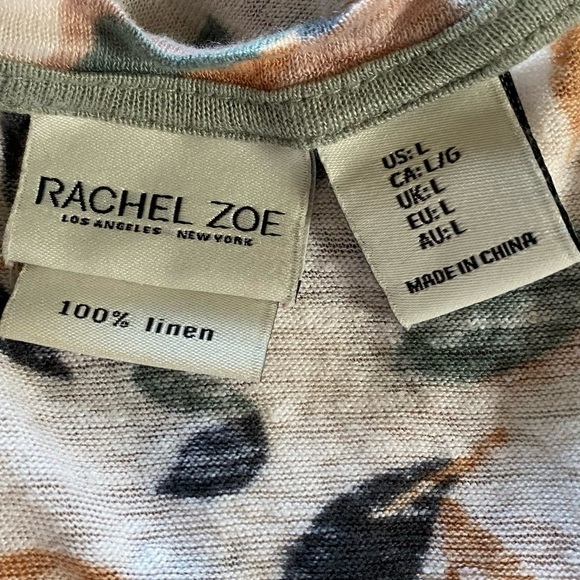 RACHEL ZOE
LOS ANGELES NEW YORK
100% linen
US: L
CA: L/G
UK: L
EU: L
AU: L
MADE IN CHINA